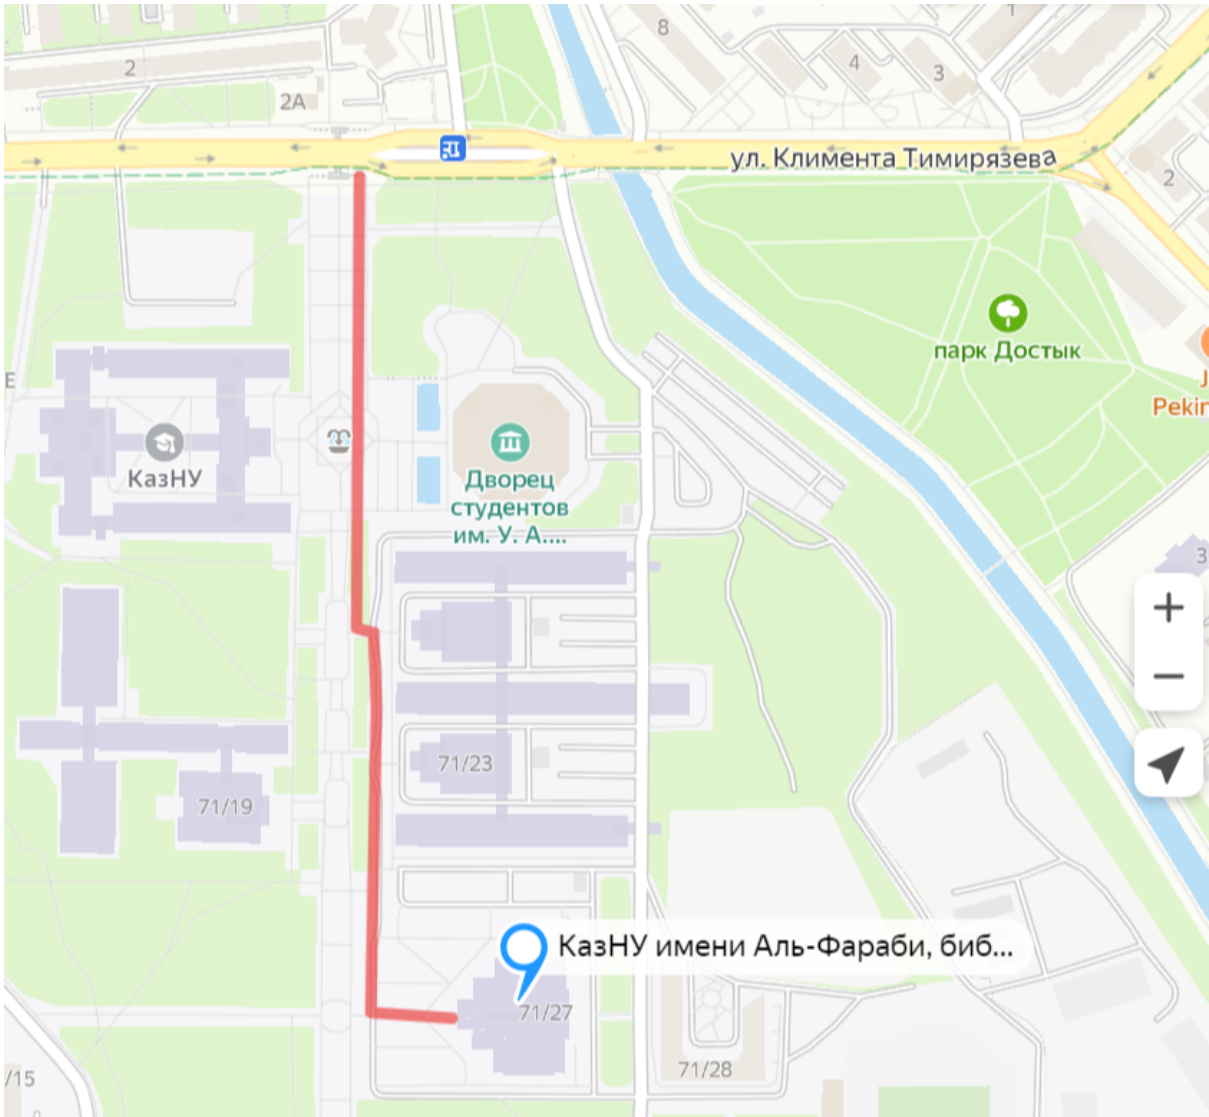 8
1
2
4
3
2А
ул. Климента Тимирязева
2
парк Достык
Е
J
Pekin
КазНУ
Дворец
студентов
им. У. А....
3
+
−
71/23
71/19
КазНУ имени Аль-Фараби, биб...
71/27
71/28
/15